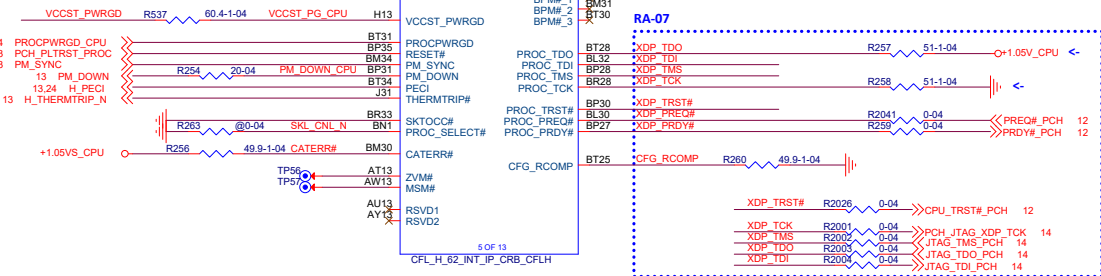 BPM#_1
BPM#_2 BM31
BPM#_3 BT30
VCCST_PWRGD R537 60.4-1-04 VCCST_PG_CPU H13 VCCST_PWRGD
RA-07
PROCPWRGD_CPU BT31 PROCPWRGD
PCH_PLTRST_PROC BP35 RESET#
PM_SYNC BM34 PM_SYNC
13 PM_DOWN R254 20-04 PM_DOWN_CPU BP31 PM_DOWN
13,24 H_PECI BT34 PECI
13 H_THERMTRIP_N J31 THERMTRIP#
PROC_TDO BT28 XDP_TDO R257 51-1-04 +1.05V_CPU <-
PROC_TDI BL32 XDP_TDI
PROC_TMS BP28 XDP_TMS
PROC_TCK BR28 XDP_TCK R258 51-1-04 <-
PROC_TRST# BP30 XDP_TRST#
PROC_PREQ# BL30 XDP_PREQ# R2041 0-04 PREQ#_PCH 12
PROC_PRDY# BP27 XDP_PRDY# R259 0-04 PRDY#_PCH 12
BR33 SKTOCC#
R263 @0-04 SKL_CNL_N BN1 PROC_SELECT#
+1.05VS_CPU R256 49.9-1-04 CATERR# BM30 CATERR#
CFG_RCOMP BT25 CFG_RCOMP R260 49.9-1-04
TP56 AT13 ZVM#
TP57 AW13 MSM#
AU13 RSVD1
AY13 RSVD2
XDP_TRST# R2026 0-04 CPU_TRST#_PCH 12
XDP_TCK R2001 0-04 PCH_JTAG_XDP_TCK 14
XDP_TMS R2002 0-04 JTAG_TMS_PCH 14
XDP_TDO R2003 0-04 JTAG_TDO_PCH 14
XDP_TDI R2004 0-04 JTAG_TDI_PCH 14
5 OF 13
CFL_H_62_INT_IP_CRB_CFLH